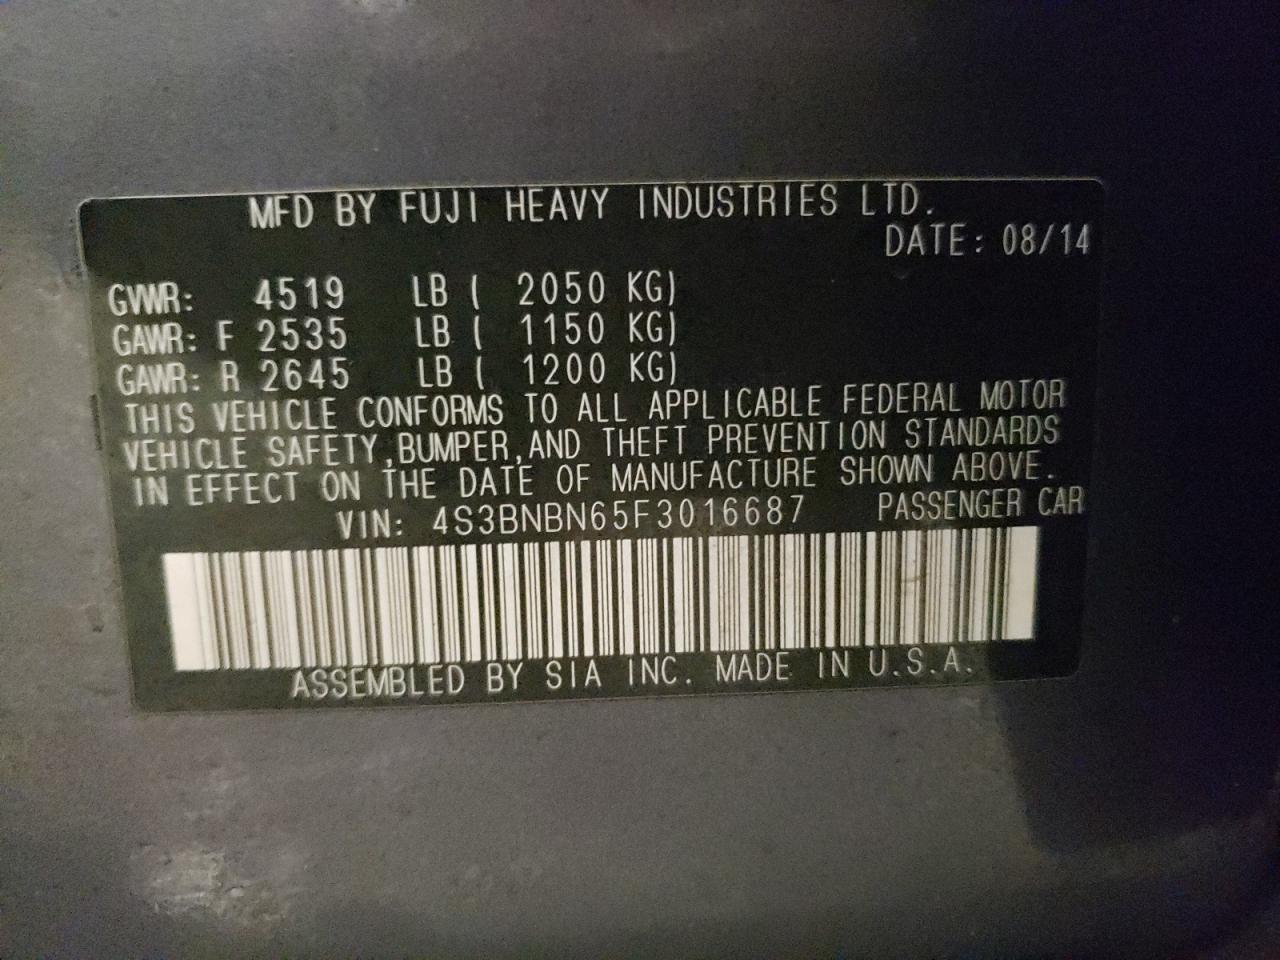 MFD BY FUJI HEAVY INDUSTRIES LTD.
DATE: 08/14
GVWR: 4519 LB ( 2050 KG)
GAWR: F 2535 LB ( 1150 KG)
GAWR: R 2645 LB ( 1200 KG)
THIS VEHICLE CONFORMS TO ALL APPLICABLE FEDERAL MOTOR
VEHICLE SAFETY,BUMPER,AND THEFT PREVENTION STANDARDS
IN EFFECT ON THE DATE OF MANUFACTURE SHOWN ABOVE.
VIN: 4S3BNBN65F3016687 PASSENGER CAR
ASSEMBLED BY SIA INC. MADE IN U.S.A.